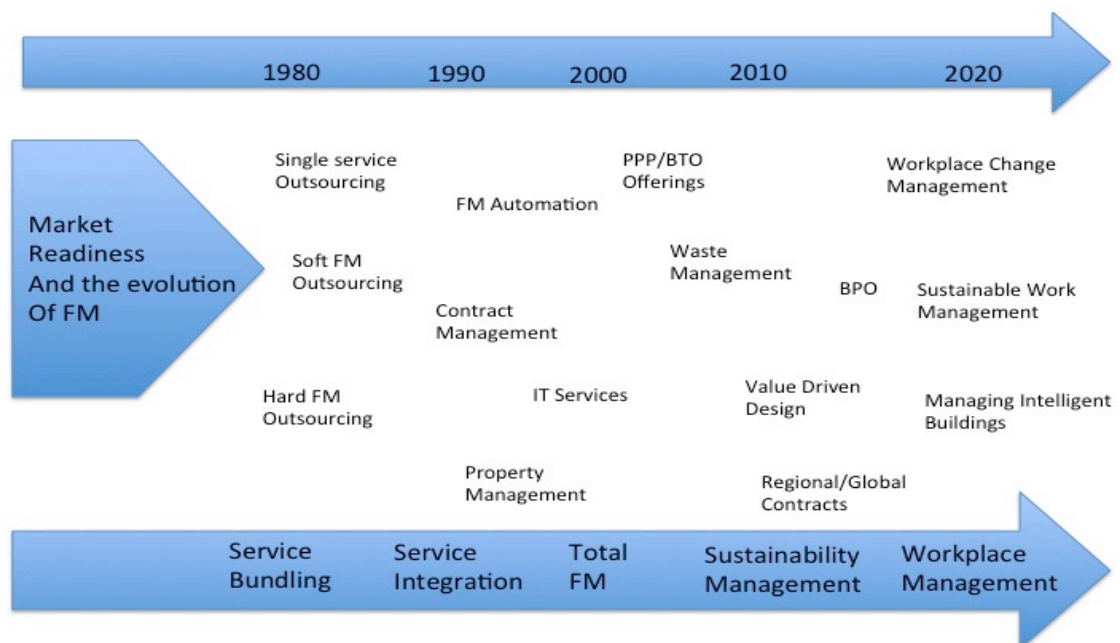 1980 1990 2000 2010 2020
Market
Readiness
And the evolution
Of FM
Single service
Outsourcing
Soft FM
Outsourcing
Hard FM
Outsourcing
FM Automation
Contract
Management
Property
Management
PPP/BTO
Offerings
IT Services
Waste
Management
Value Driven
Design
Regional/Global
Contracts
BPO
Workplace Change
Management
Sustainable Work
Management
Managing Intelligent
Buildings
Service
Bundling
Service
Integration
Total
FM
Sustainability
Management
Workplace
Management